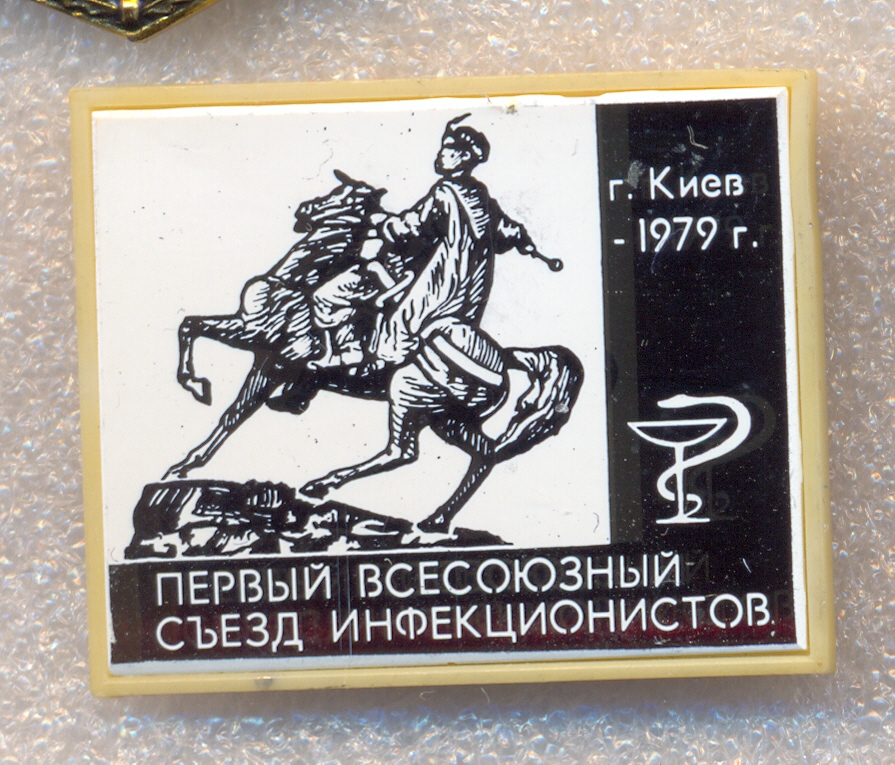 г. Киев
- 1979 г.
ПЕРВЫЙ ВСЕСОЮЗНЫЙ
СЪЕЗД ИНФЕКЦИОНИСТОВ